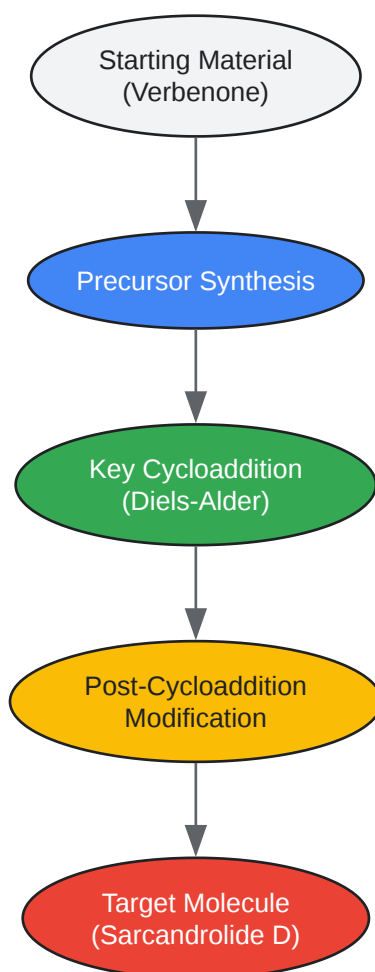 Starting Material
(Verbenone)
Precursor Synthesis
Key Cycloaddition
(Diels-Alder)
Post-Cycloaddition
Modification
Target Molecule
(Sarcandrolide D)